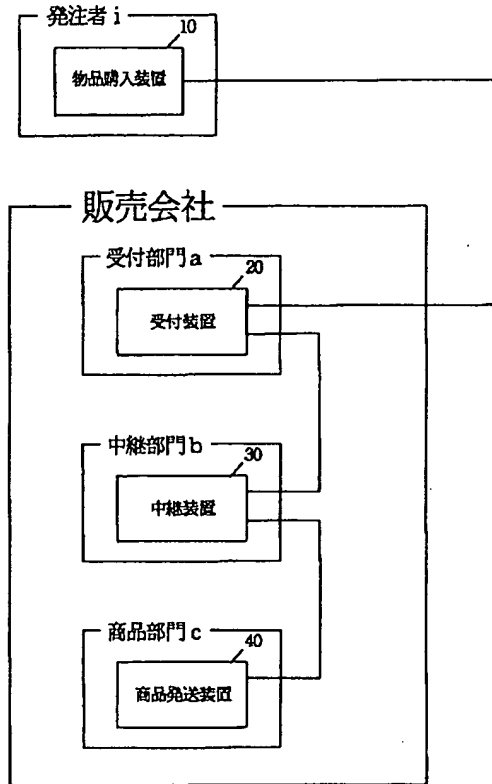 発注者 i
10
物品購入装置
販売会社
受付部門 a
20
受付装置
中継部門 b
30
中継装置
商品部門 c
40
商品発送装置